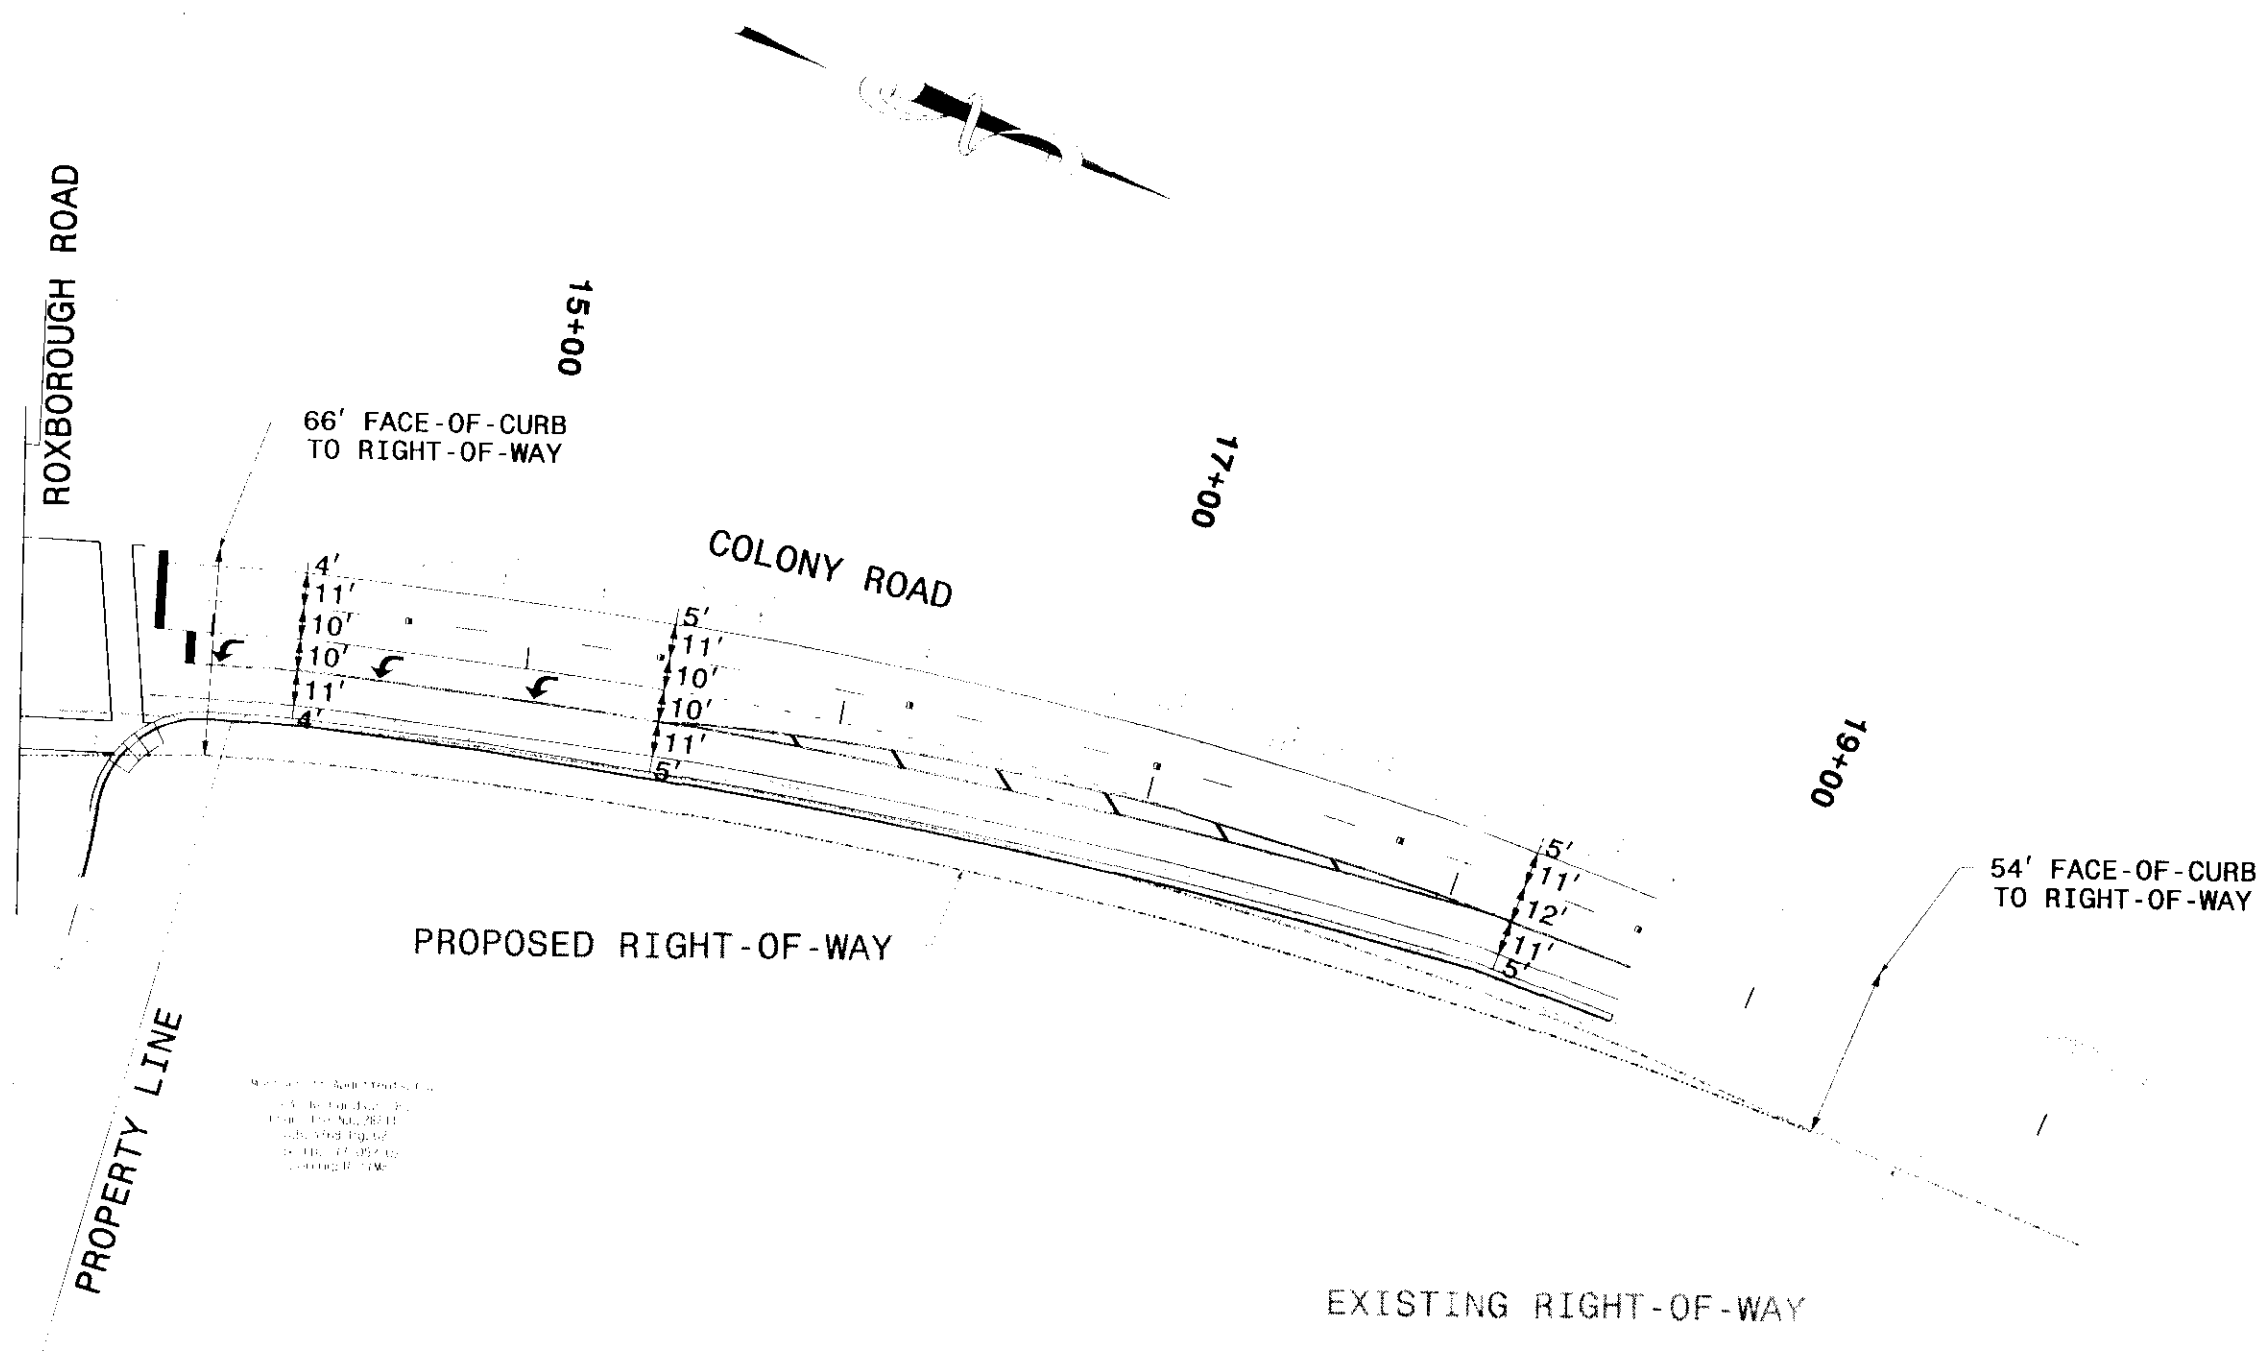 ROXBOROUGH ROAD
15+00
66' FACE-OF-CURB
TO RIGHT-OF-WAY
17+00
COLONY ROAD
4'
11'
10'
10'
11'
4'
5'
11'
10'
10'
11'
5'
19+00
5'
11'
12'
11'
5'
54' FACE-OF-CURB
TO RIGHT-OF-WAY
PROPOSED RIGHT-OF-WAY
PROPERTY LINE
EXISTING RIGHT-OF-WAY